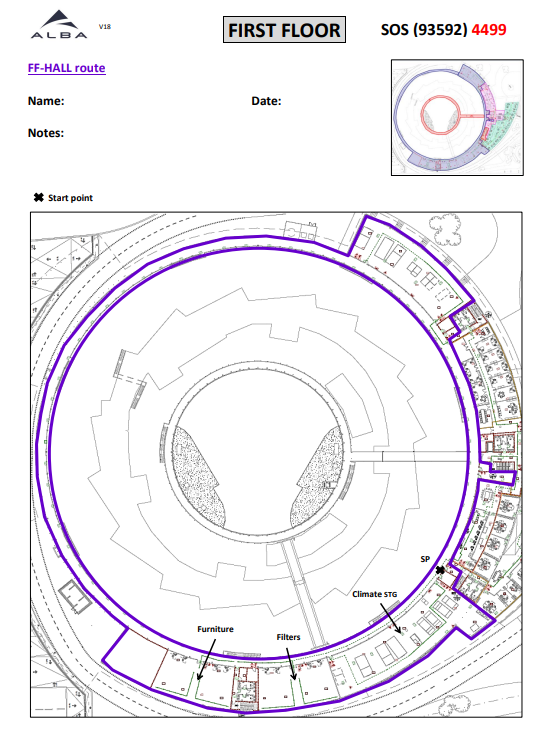 ALBA
V18
FIRST FLOOR
SOS (93592) 4499
FF-HALL route
Name:
Date:
Notes:
Start point
SP
Climate STG
Furniture
Filters